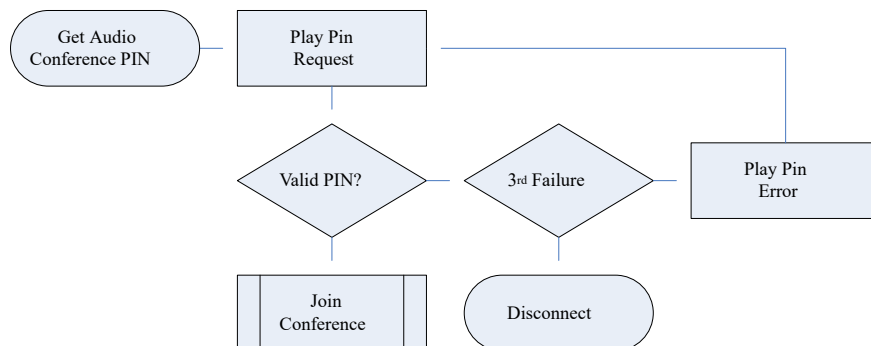 Get Audio
Conference PIN
Play Pin
Request
Valid PIN?
3rd Failure
Play Pin
Error
Join
Conference
Disconnect